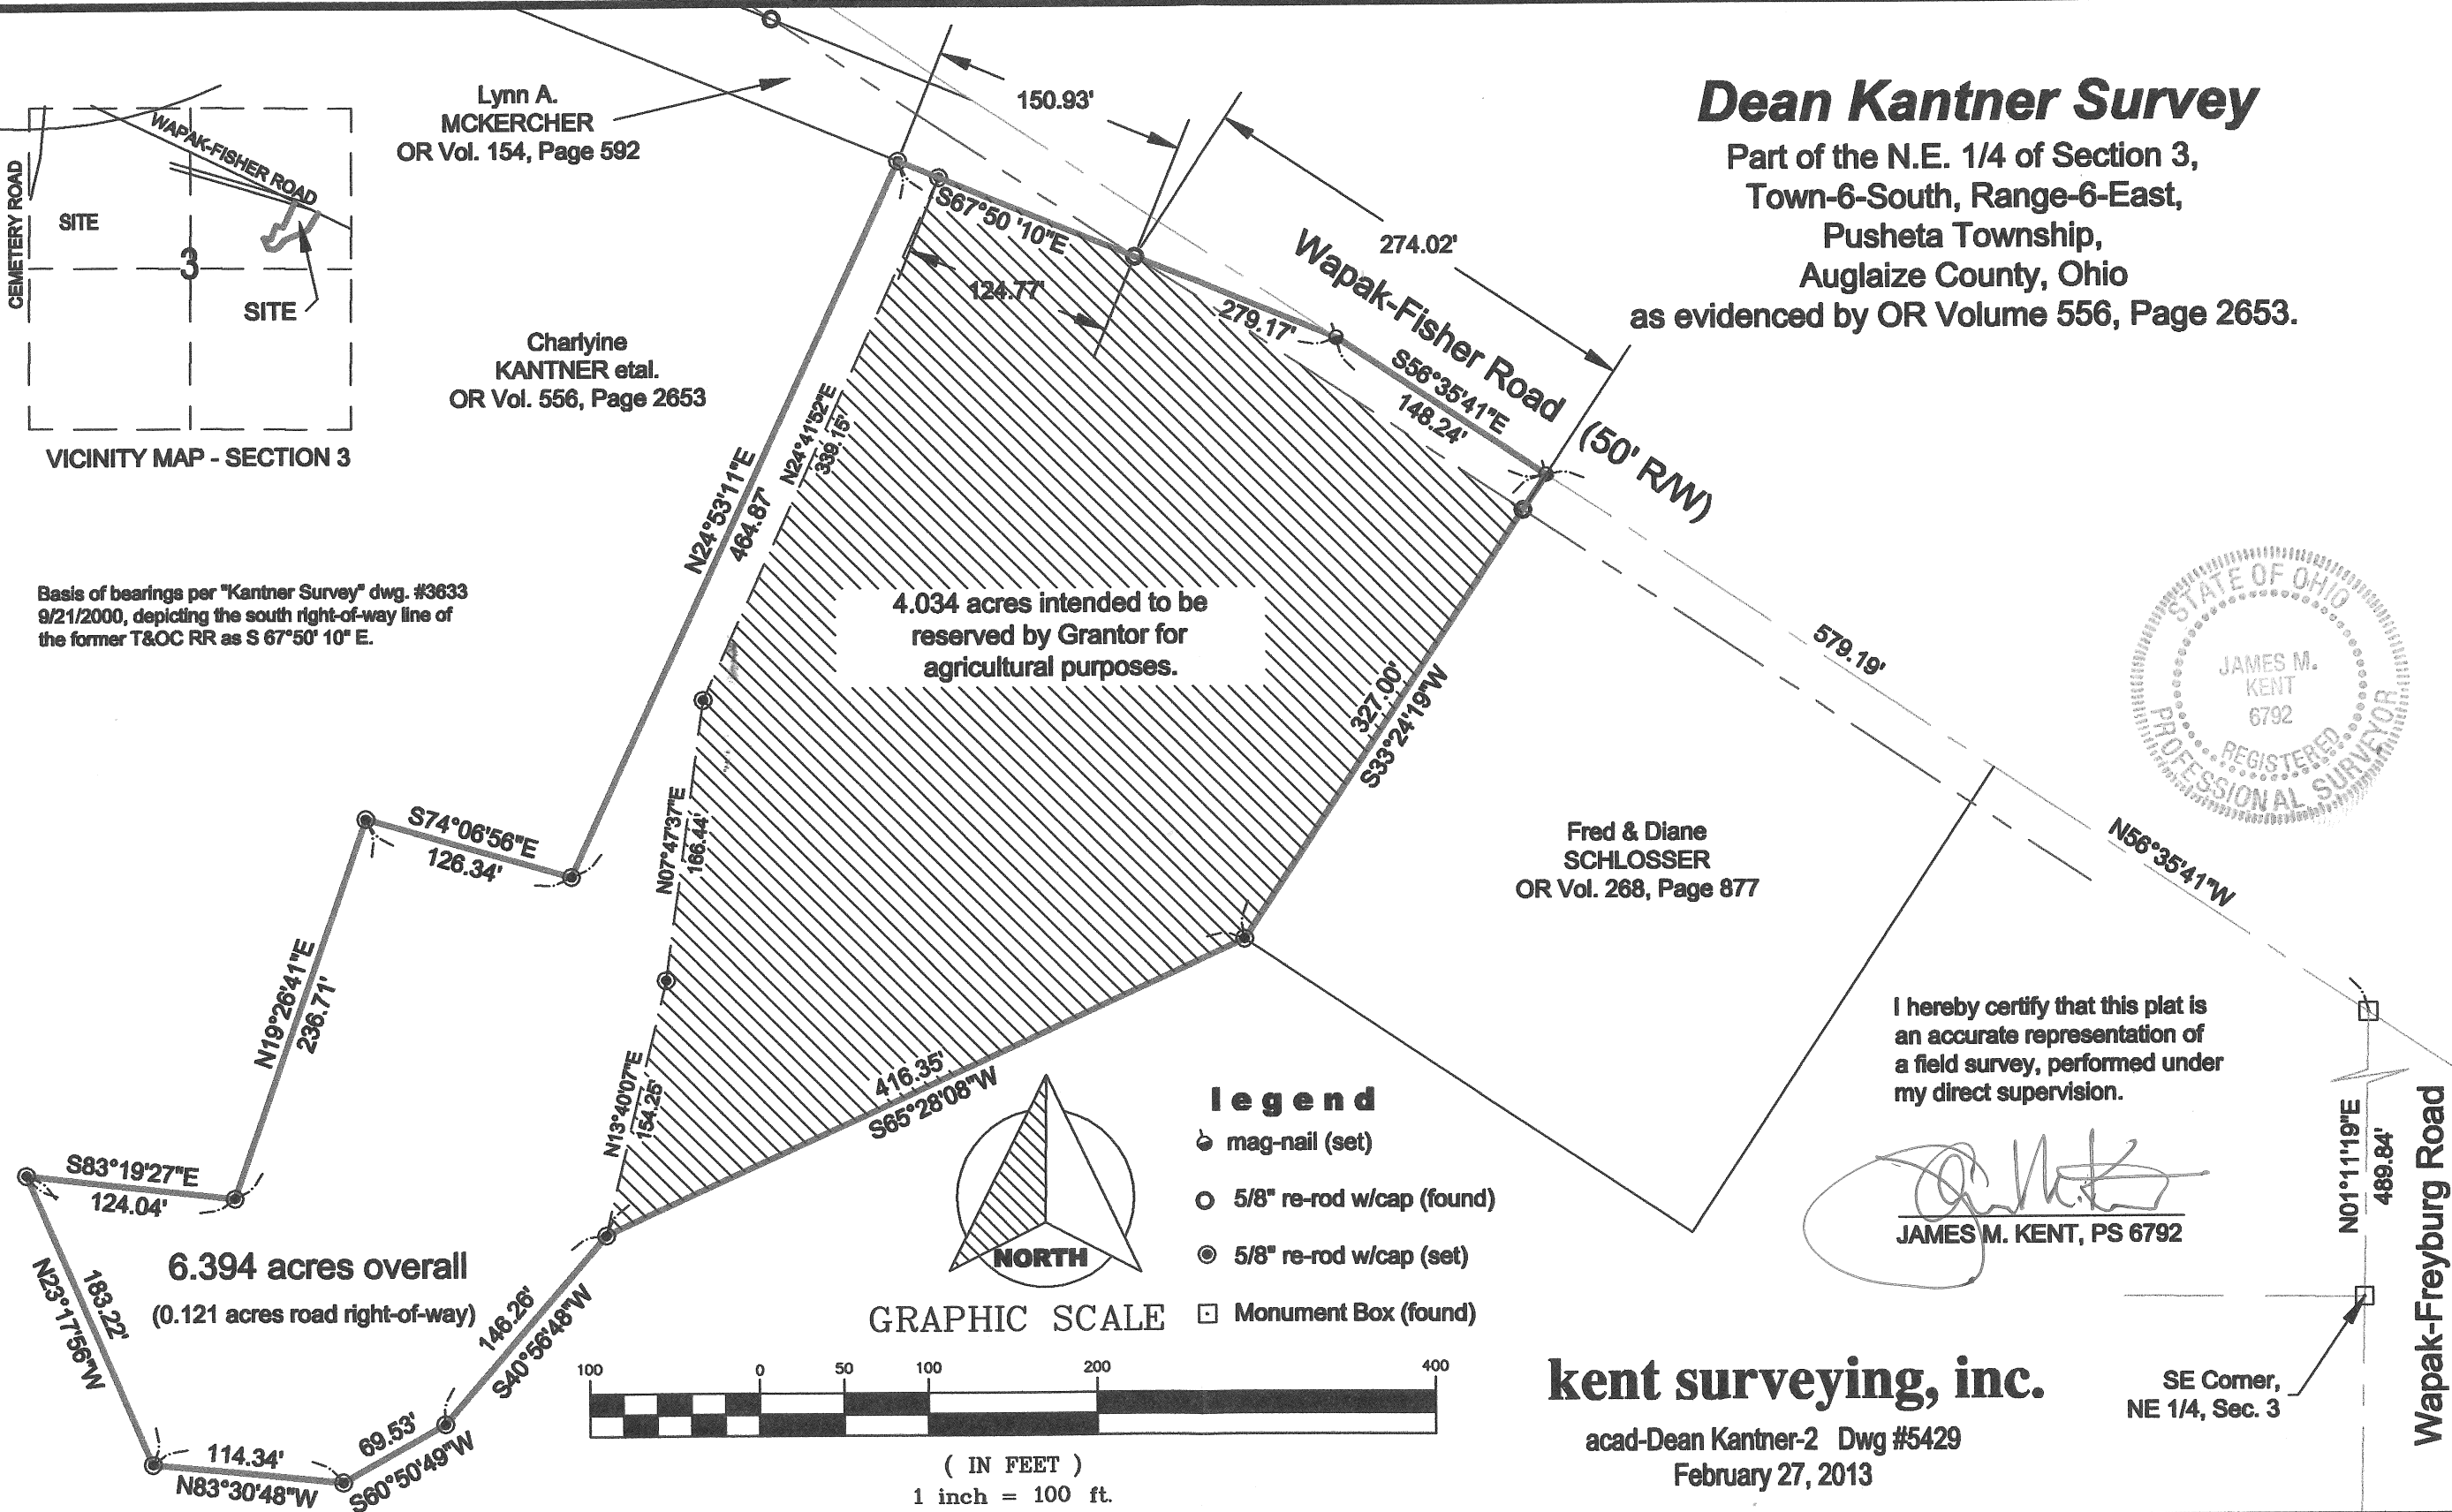 Dean Kantner Survey
Part of the N.E. 1/4 of Section 3,
Town-6-South, Range-6-East,
Pusheta Township,
Auglaize County, Ohio
as evidenced by OR Volume 556, Page 2653.
WAPAK-FISHER ROAD
CEMETERY ROAD
SITE
3
SITE
VICINITY MAP - SECTION 3
Lynn A.
MCKERCHER
OR Vol. 154, Page 592
Charlyine
KANTNER etal.
OR Vol. 556, Page 2653
Basis of bearings per "Kantner Survey" dwg. #3633
9/21/2000, depicting the south right-of-way line of
the former T&OC RR as S 67°50' 10" E.
150.93'
274.02'
S67°50 '10"E
124.77'
279.17'
Wapak-Fisher Road (50' R/W)
S56°35'41"E
148.24'
N24°41'52"E
339.15'
N24°53'11"E
464.87'
4.034 acres intended to be
reserved by Grantor for
agricultural purposes.
327.00'
S33°24'19"W
579.19'
N56°35'41"W
STATE OF OHIO
JAMES M.
KENT
6792
REGISTERED
PROFESSIONAL SURVEYOR
Fred & Diane
SCHLOSSER
OR Vol. 268, Page 877
N07°47'37"E
166.44'
S74°06'56"E
126.34'
N19°26'41"E
236.71'
N13°40'07"E
154.25'
416.35'
S65°28'08"W
S83°19'27"E
124.04'
6.394 acres overall
(0.121 acres road right-of-way)
N23°17'56"W
183.22'
114.34'
N83°30'48"W
69.53'
S60°50'49"W
146.26'
S40°56'48"W
NORTH
legend
mag-nail (set)
5/8" re-rod w/cap (found)
5/8" re-rod w/cap (set)
Monument Box (found)
GRAPHIC SCALE
100 0 50 100 200 400
( IN FEET )
1 inch = 100 ft.
I hereby certify that this plat is
an accurate representation of
a field survey, performed under
my direct supervision.
JAMES M. KENT, PS 6792
N01°11'19"E
489.84'
Wapak-Freyburg Road
SE Corner,
NE 1/4, Sec. 3
kent surveying, inc.
acad-Dean Kantner-2 Dwg #5429
February 27, 2013